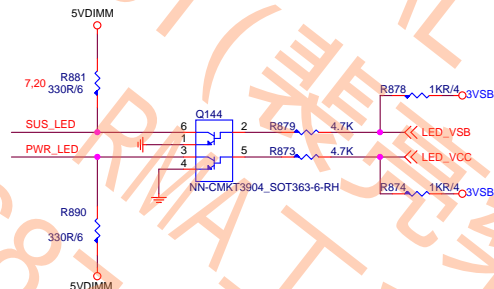 5VDIMM
7,20 R881 330R/6
R878 1KR/4 3VSB
Q144
SUS_LED 6 2 R879 4.7K LED_VSB
1
PWR_LED 3 5 R873 4.7K LED_VCC
4
NN-CMKT3904_SOT363-6-RH R874 1KR/4 3VSB
R890
330R/6
5VDIMM